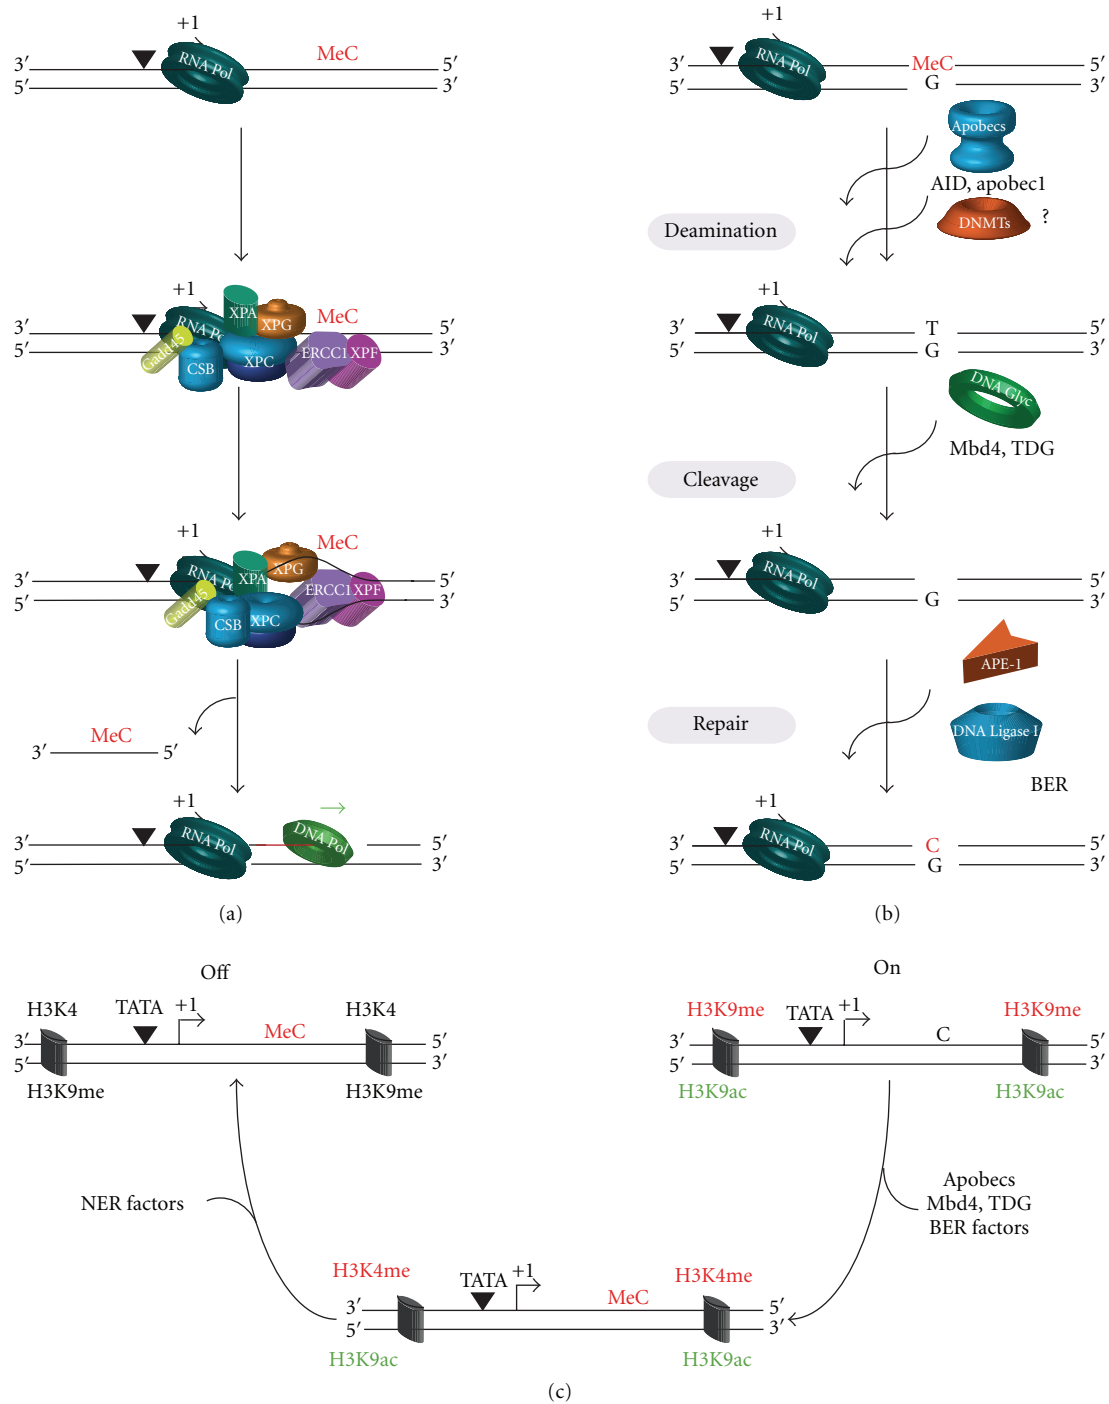 +1
MeC
RNA Pol
3′ 5′
5′ 3′
+1
MeC
RNA Pol
XPA
XPG
3′ 5′
5′ 3′
Gadd45
CSB
XPC
ERCC1
XPF
+1
MeC
XPA
XPG
3′ 5′
5′ 3′
Gadd45
CSB
XPC
ERCC1
XPF
MeC
3′ 5′
+1
RNA Pol
DNA Pol
3′ 5′
5′ 3′
(a)
+1
RNA Pol
3′ MeC 5′
5′ G 3′
Apobecs
AID, apobec1
DNMTs ?
Deamination
+1
RNA Pol
3′ T 5′
5′ G 3′
DNA Glyc
Mbd4, TDG
Cleavage
+1
RNA Pol
3′ 5′
5′ G 3′
APE-1
Repair
DNA Ligase I
BER
+1
RNA Pol
3′ C 5′
5′ G 3′
(b)
Off
H3K4 TATA +1 H3K4
MeC
3′ 5′
5′ 3′
H3K9me H3K9me
On
H3K9me TATA +1 H3K9me
C
3′ 5′
5′ 3′
H3K9ac H3K9ac
NER factors
Apobecs
Mbd4, TDG
BER factors
H3K4me TATA +1 H3K4me
MeC
3′ 5′
5′ 3′
H3K9ac H3K9ac
(c)